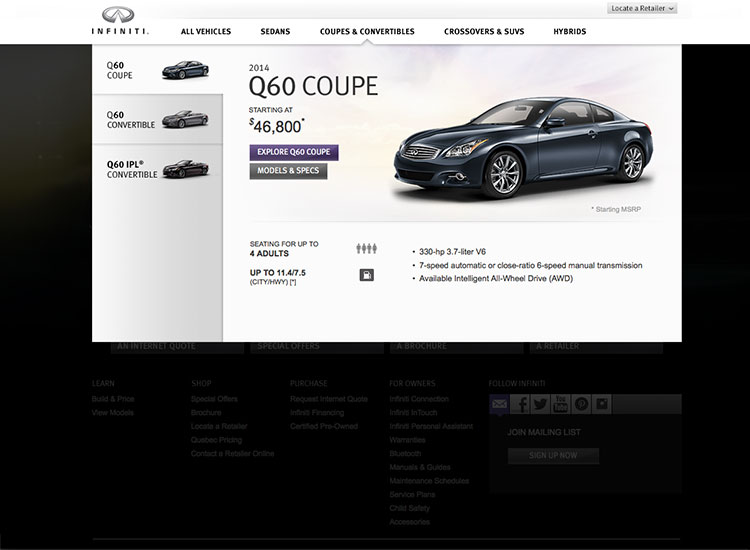 Locate a Retailer
INFINITI.
ALL VEHICLES
SEDANS
COUPES & CONVERTIBLES
CROSSOVERS & SUVS
HYBRIDS
Q60
COUPE
Q60
CONVERTIBLE
Q60 IPL®
CONVERTIBLE
2014
Q60 COUPE
STARTING AT
$46,800*
EXPLORE Q60 COUPE
MODELS & SPECS
* Starting MSRP
SEATING FOR UP TO
4 ADULTS
UP TO 11.4/7.5
(CITY/HWY) [*]
• 330-hp 3.7-liter V6
• 7-speed automatic or close-ratio 6-speed manual transmission
• Available Intelligent All-Wheel Drive (AWD)
AN INTERNET QUOTE
SPECIAL OFFERS
A BROCHURE
A RETAILER
LEARN
Build & Price
View Models
SHOP
Special Offers
Brochure
Locate a Retailer
Quebec Pricing
Contact a Retailer Online
PURCHASE
Request Internet Quote
Infiniti Financing
Certified Pre-Owned
FOR OWNERS
Infiniti Connection
Infiniti InTouch
Infiniti Personal Assistant
Warranties
Bluetooth
Manuals & Guides
Maintenance Schedules
Service Plans
Child Safety
Accessories
FOLLOW INFINITI
You
Tube
JOIN MAILING LIST
SIGN UP NOW